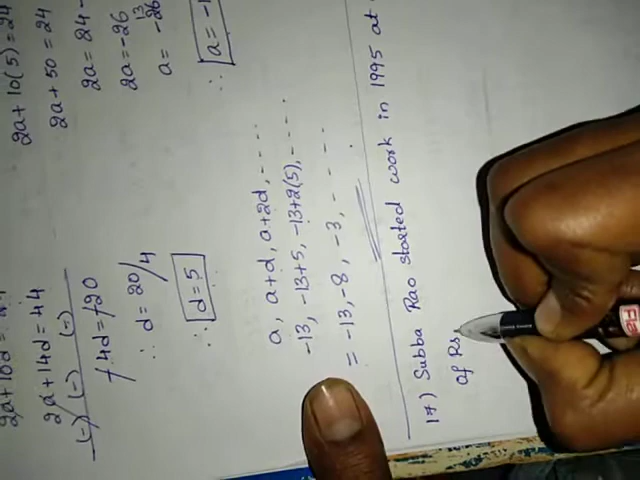 2a + 10(5) = 24
2a + 50 = 24
2a = 24 -
2a = -26
a = -26
13
∴ a = -1
2a + 14d = 44
(-) (-) (-)
-4d = -20
∴ d = 20/4
∴ d = 5
a, a+d, a+2d, - - - -
-13, -13+5, -13+2(5), - - - .
= -13, -8, -3, - - - - .
17) Subba Rao started work in 1995 at
of Rs